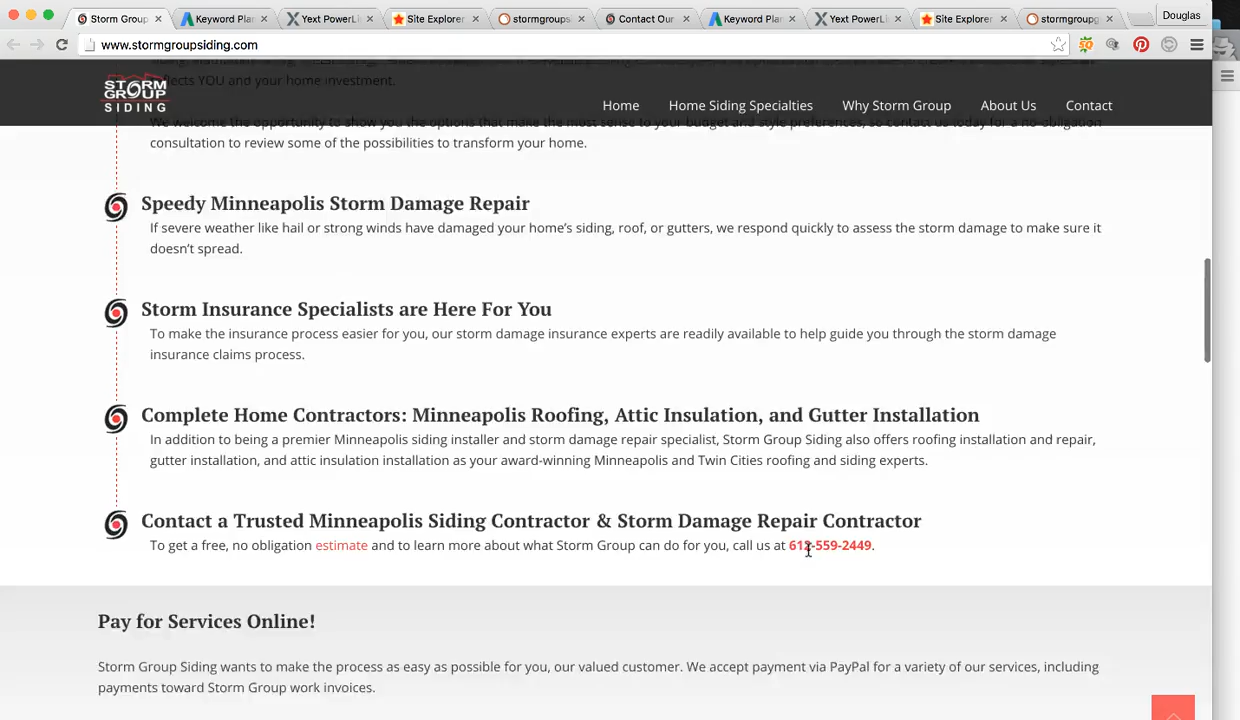 Storm Group
Keyword Plan
Yext PowerLi
Site Explorer
stormgroups
Contact Our
Keyword Plan
Yext PowerLi
Site Explorer
stormgroupg
Douglas
www.stormgroupsiding.com
STORM
GROUP
SIDING
Home
Home Siding Specialties
Why Storm Group
About Us
Contact
reflects YOU and your home investment.
We welcome the opportunity to show you the options that make the most sense to your budget and style preferences, so contact us today for a no-obligation
consultation to review some of the possibilities to transform your home.
Speedy Minneapolis Storm Damage Repair
If severe weather like hail or strong winds have damaged your home's siding, roof, or gutters, we respond quickly to assess the storm damage to make sure it
doesn't spread.
Storm Insurance Specialists are Here For You
To make the insurance process easier for you, our storm damage insurance experts are readily available to help guide you through the storm damage
insurance claims process.
Complete Home Contractors: Minneapolis Roofing, Attic Insulation, and Gutter Installation
In addition to being a premier Minneapolis siding installer and storm damage repair specialist, Storm Group Siding also offers roofing installation and repair,
gutter installation, and attic insulation installation as your award-winning Minneapolis and Twin Cities roofing and siding experts.
Contact a Trusted Minneapolis Siding Contractor & Storm Damage Repair Contractor
To get a free, no obligation estimate and to learn more about what Storm Group can do for you, call us at 612-559-2449.
Pay for Services Online!
Storm Group Siding wants to make the process as easy as possible for you, our valued customer. We accept payment via PayPal for a variety of our services, including
payments toward Storm Group work invoices.